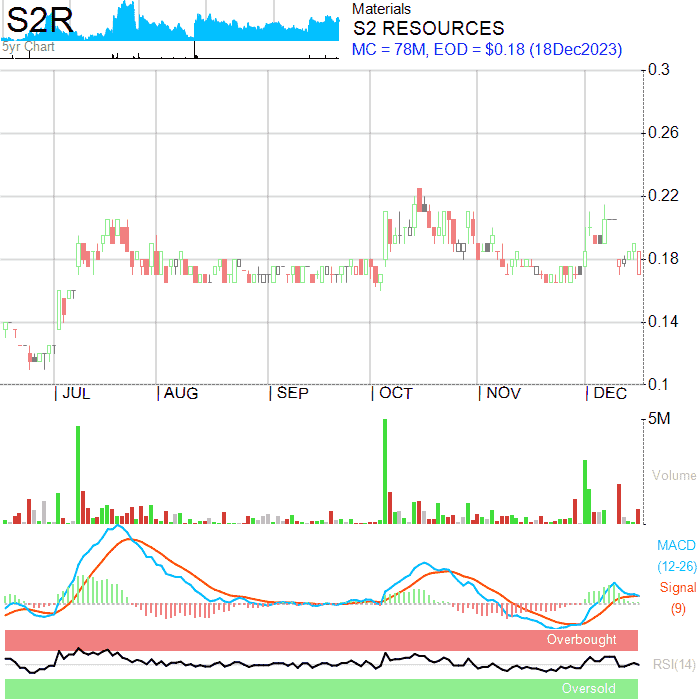 S2R
5yr Chart
Materials
S2 RESOURCES
MC = 78M, EOD = $0.18 (18Dec2023)
0.3
0.26
0.22
0.18
0.14
0.1
JUL AUG SEP OCT NOV DEC
5M
Volume
MACD
(12-26)
Signal
(9)
Overbought
RSI(14)
Oversold